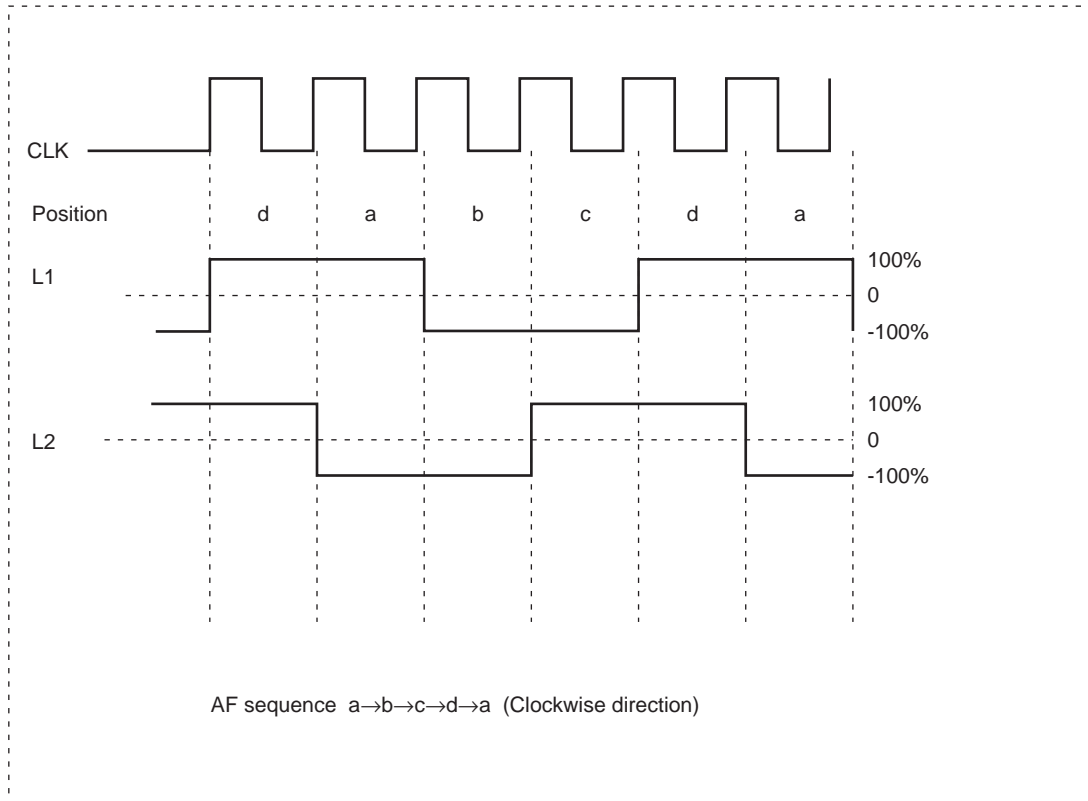 CLK
Position d a b c d a
L1
100%
0
-100%
L2
100%
0
-100%
AF sequence a→b→c→d→a (Clockwise direction)